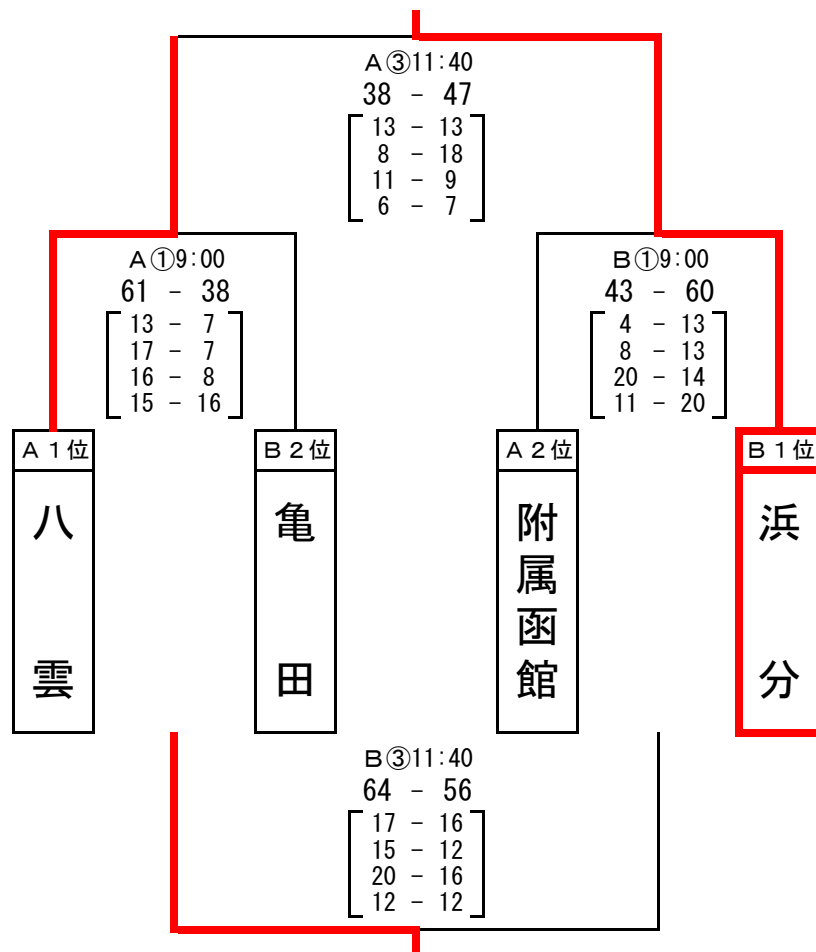 A③11:40
38 - 47
13 - 13
8 - 18
11 - 9
6 - 7
A①9:00
61 - 38
13 - 7
17 - 7
16 - 8
15 - 16
B①9:00
43 - 60
4 - 13
8 - 13
20 - 14
11 - 20
A1位
八雲
B2位
亀田
A2位
附属函館
B1位
浜分
B③11:40
64 - 56
17 - 16
15 - 12
20 - 16
12 - 12